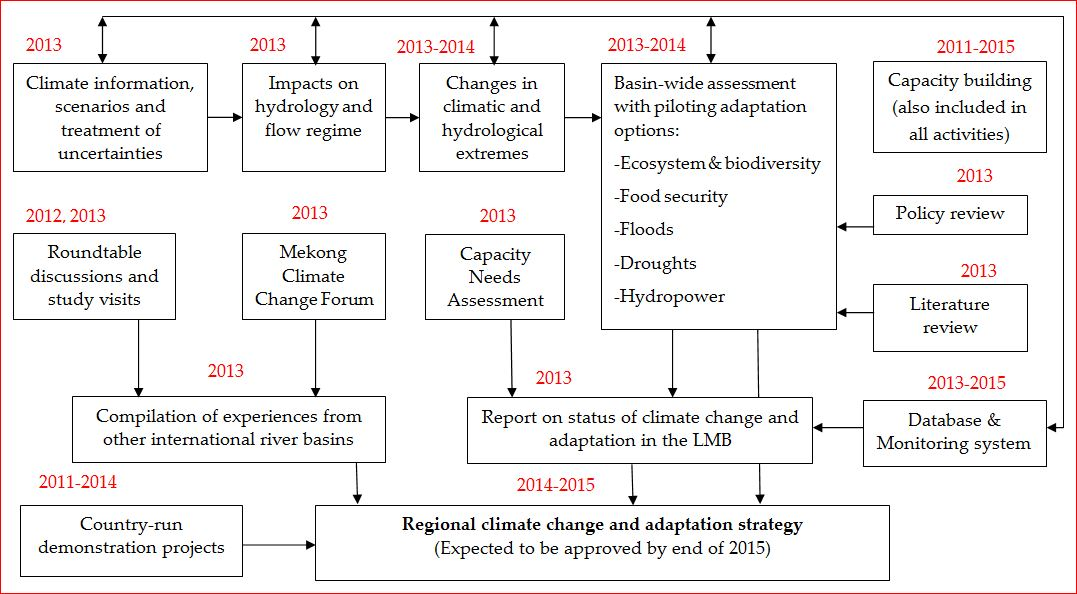 2013
Climate information,
scenarios and
treatment of
uncertainties
2013
Impacts on
hydrology and
flow regime
2013-2014
Changes in
climatic and
hydrological
extremes
2013-2014
Basin-wide assessment
with piloting adaptation
options:
-Ecosystem & biodiversity
-Food security
-Floods
-Droughts
-Hydropower
2011-2015
Capacity building
(also included in
all activities)
2013
Policy review
2013
Literature
review
2012, 2013
Roundtable
discussions and
study visits
2013
Mekong
Climate
Change Forum
2013
Capacity
Needs
Assessment
2013
Compilation of experiences from
other international river basins
2013
Report on status of climate change and
adaptation in the LMB
2013-2015
Database &
Monitoring system
2011-2014
Country-run
demonstration projects
2014-2015
Regional climate change and adaptation strategy
(Expected to be approved by end of 2015)